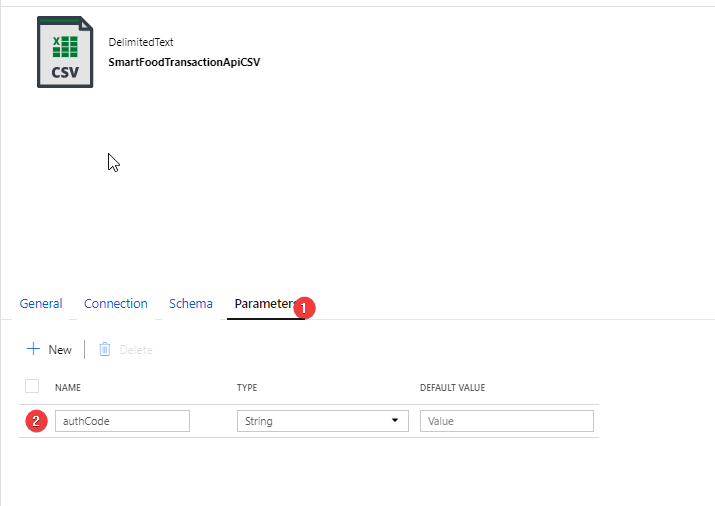 X
CSV
DelimitedText
SmartFoodTransactionApiCSV
General Connection Schema Parameters 1
New Delete
NAME TYPE DEFAULT VALUE
2 authCode String Value